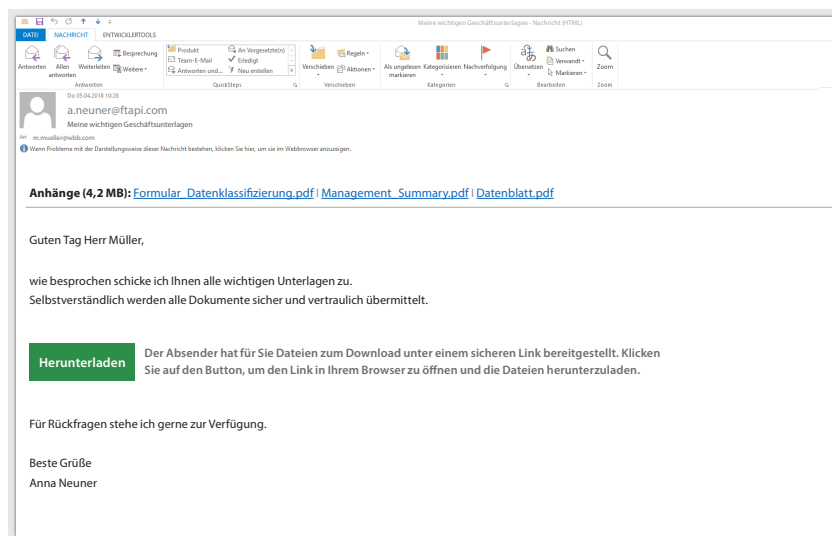 Meine wichtigen Geschäftsunterlagen - Nachricht (HTML)
DATEI NACHRICHT ENTWICKLERTOOLS
Antworten
Allen antworten
Weiterleiten
Besprechung
Weitere
Antworten
Produkt
Team-E-Mail
Antworten und...
An Vorgesetzte(n)
Erledigt
Neu erstellen
QuickSteps
Verschieben
Regeln
Aktionen
Verschieben
Als ungelesen markieren
Kategorisieren
Nachverfolgung
Kategorien
Übersetzen
Suchen
Verwandt
Markieren
Bearbeiten
Zoom
Zoom
Do 05.04.2018 10:28
a.neuner@ftapi.com
Meine wichtigen Geschäftsunterlagen
An m.mueller@wbb.com
Wenn Probleme mit der Darstellungsweise dieser Nachricht bestehen, klicken Sie hier, um sie im Webbrowser anzuzeigen.
Anhänge (4,2 MB): Formular_Datenklassifizierung.pdf | Management_Summary.pdf | Datenblatt.pdf
Guten Tag Herr Müller,
wie besprochen schicke ich Ihnen alle wichtigen Unterlagen zu.
Selbstverständlich werden alle Dokumente sicher und vertraulich übermittelt.
Herunterladen
Der Absender hat für Sie Dateien zum Download unter einem sicheren Link bereitgestellt. Klicken
Sie auf den Button, um den Link in Ihrem Browser zu öffnen und die Dateien herunterzuladen.
Für Rückfragen stehe ich gerne zur Verfügung.
Beste Grüße
Anna Neuner